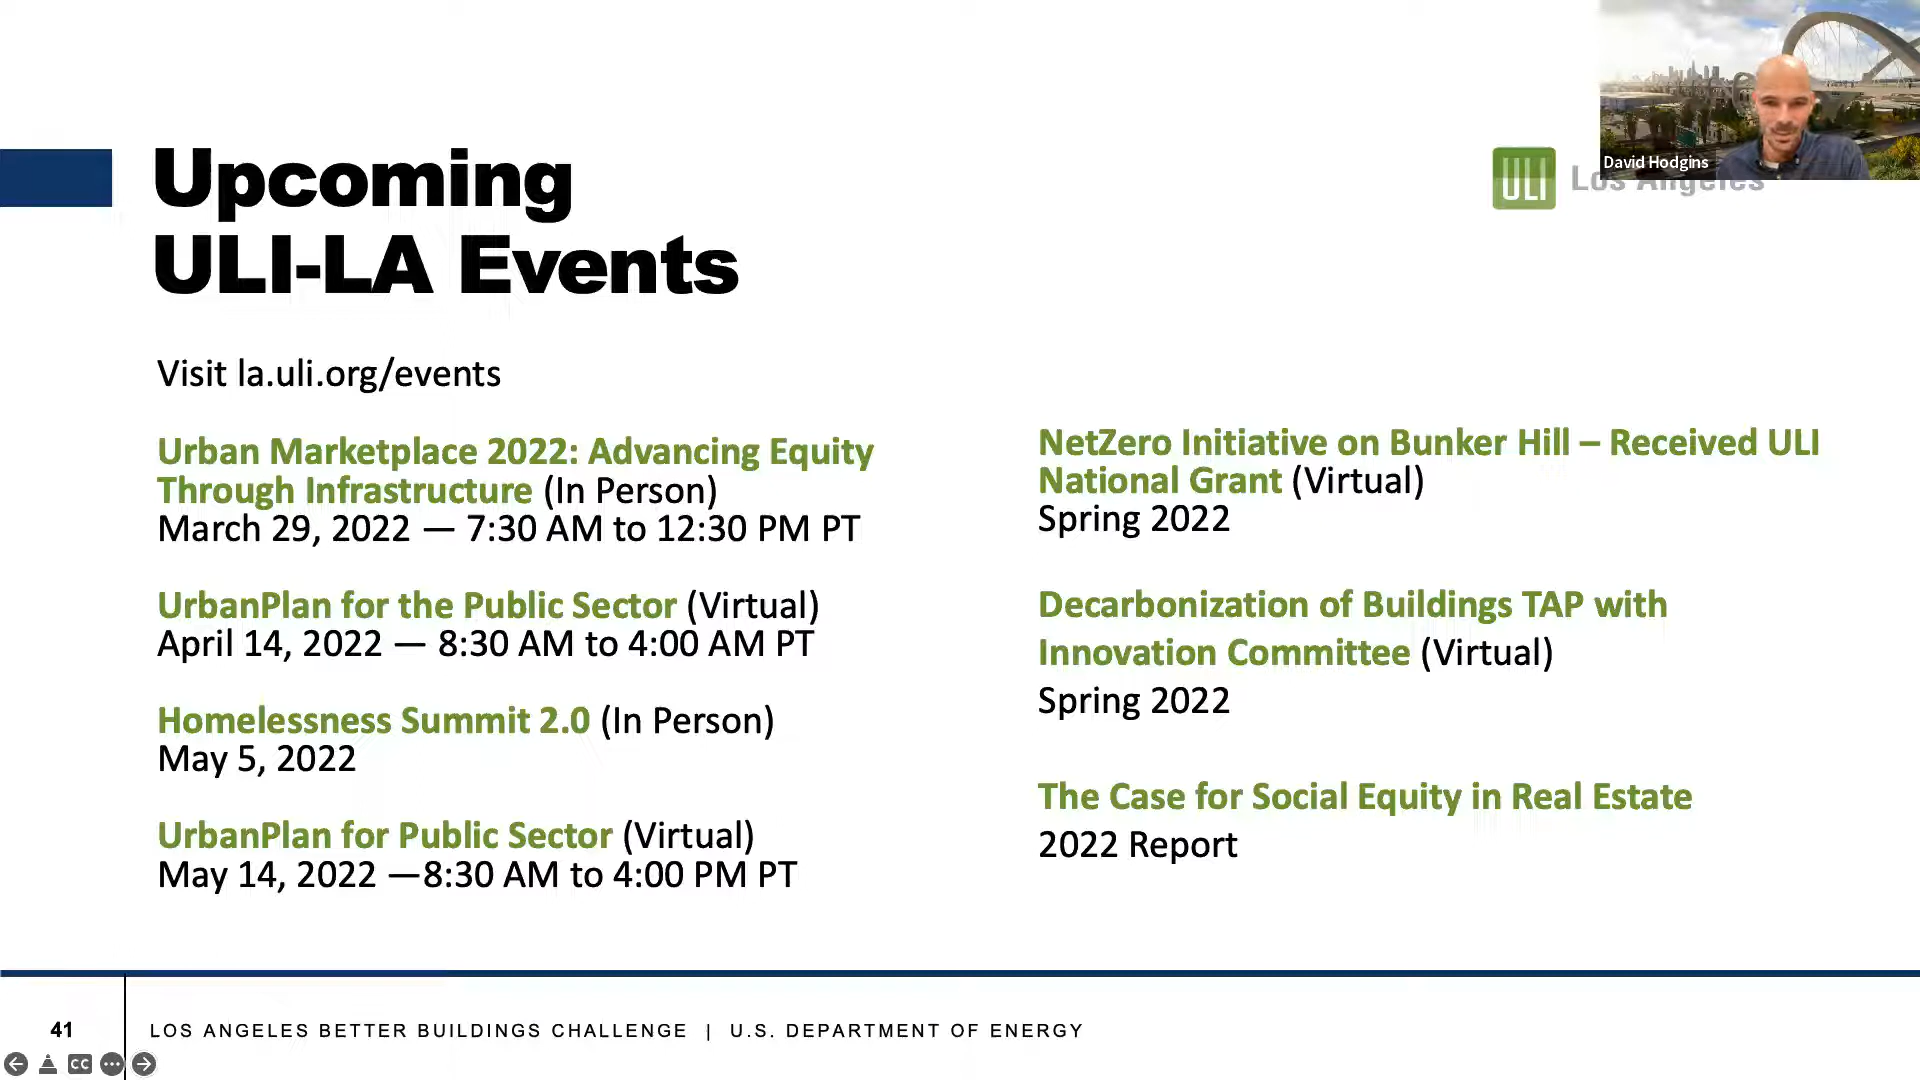 David Hodgins
ULI Los Angeles
Upcoming
ULI-LA Events
Visit la.uli.org/events
Urban Marketplace 2022: Advancing Equity
Through Infrastructure (In Person)
March 29, 2022 — 7:30 AM to 12:30 PM PT
UrbanPlan for the Public Sector (Virtual)
April 14, 2022 — 8:30 AM to 4:00 AM PT
Homelessness Summit 2.0 (In Person)
May 5, 2022
UrbanPlan for Public Sector (Virtual)
May 14, 2022 —8:30 AM to 4:00 PM PT
NetZero Initiative on Bunker Hill – Received ULI
National Grant (Virtual)
Spring 2022
Decarbonization of Buildings TAP with
Innovation Committee (Virtual)
Spring 2022
The Case for Social Equity in Real Estate
2022 Report
41
LOS ANGELES BETTER BUILDINGS CHALLENGE | U.S. DEPARTMENT OF ENERGY
CC